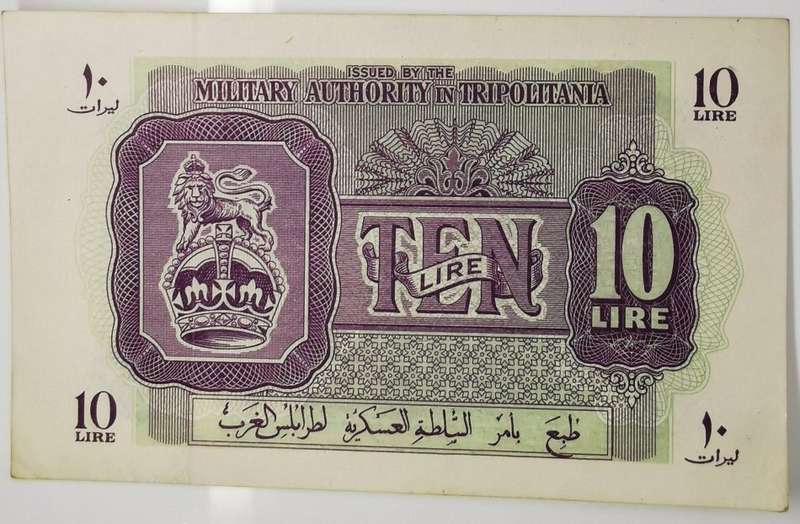 ISSUED BY THE
MILITARY AUTHORITY IN TRIPOLITANIA
١٠
ليرات
10
LIRE
TEN
LIRE
10
LIRE
10
LIRE
طبع بأمر السلطة العسكرية لطرابلس الغرب
١٠
ليرات